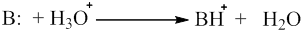 B: + H₃O⁺ ⟶ BH⁺ + H₂O